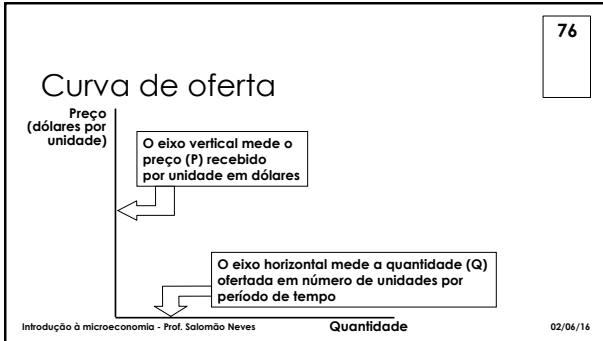 76
Curva de oferta
Preço
(dólares por
unidade)
O eixo vertical mede o
preço (P) recebido
por unidade em dólares
O eixo horizontal mede a quantidade (Q)
ofertada em número de unidades por
período de tempo
Introdução à microeconomia - Prof. Salomão Neves
Quantidade
02/06/16